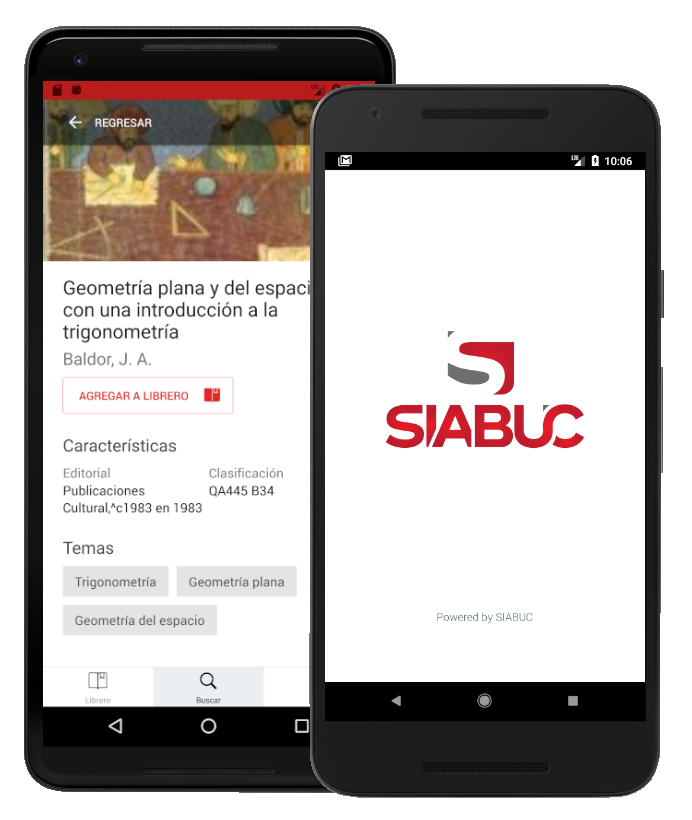 LTE
REGRESAR
Geometría plana y del espaci
con una introducción a la
trigonometría
Baldor, J. A.
AGREGAR A LIBRERO
Características
Editorial
Clasificación
Publicaciones
QA445 B34
Cultural,^c1983 en 1983
Temas
Trigonometría
Geometría plana
Geometría del espacio
Librero
Buscar
LTE
10:06
S
SIABUC
Powered by SIABUC